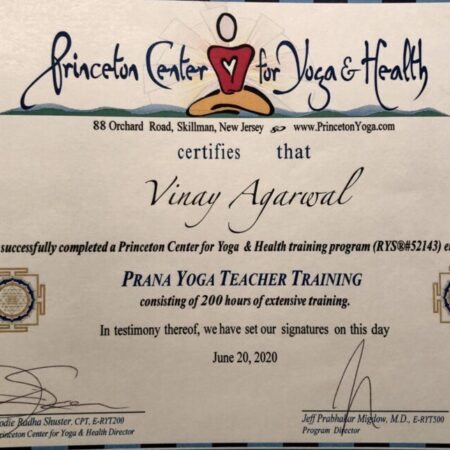 Princeton Center for Yoga & Health
88 Orchard Road, Skillman, New Jersey www.PrincetonYoga.com
certifies that
Vinay Agarwal
successfully completed a Princeton Center for Yoga & Health training program (RYS®#52143) e
PRANA YOGA TEACHER TRAINING
consisting of 200 hours of extensive training.
In testimony thereof, we have set our signatures on this day
June 20, 2020
odie Radha Shuster, CPT, E-RYT200 Jeff Prabhakar Migdow, M.D., E-RYT500
rinceton Center for Yoga & Health Director Program Director